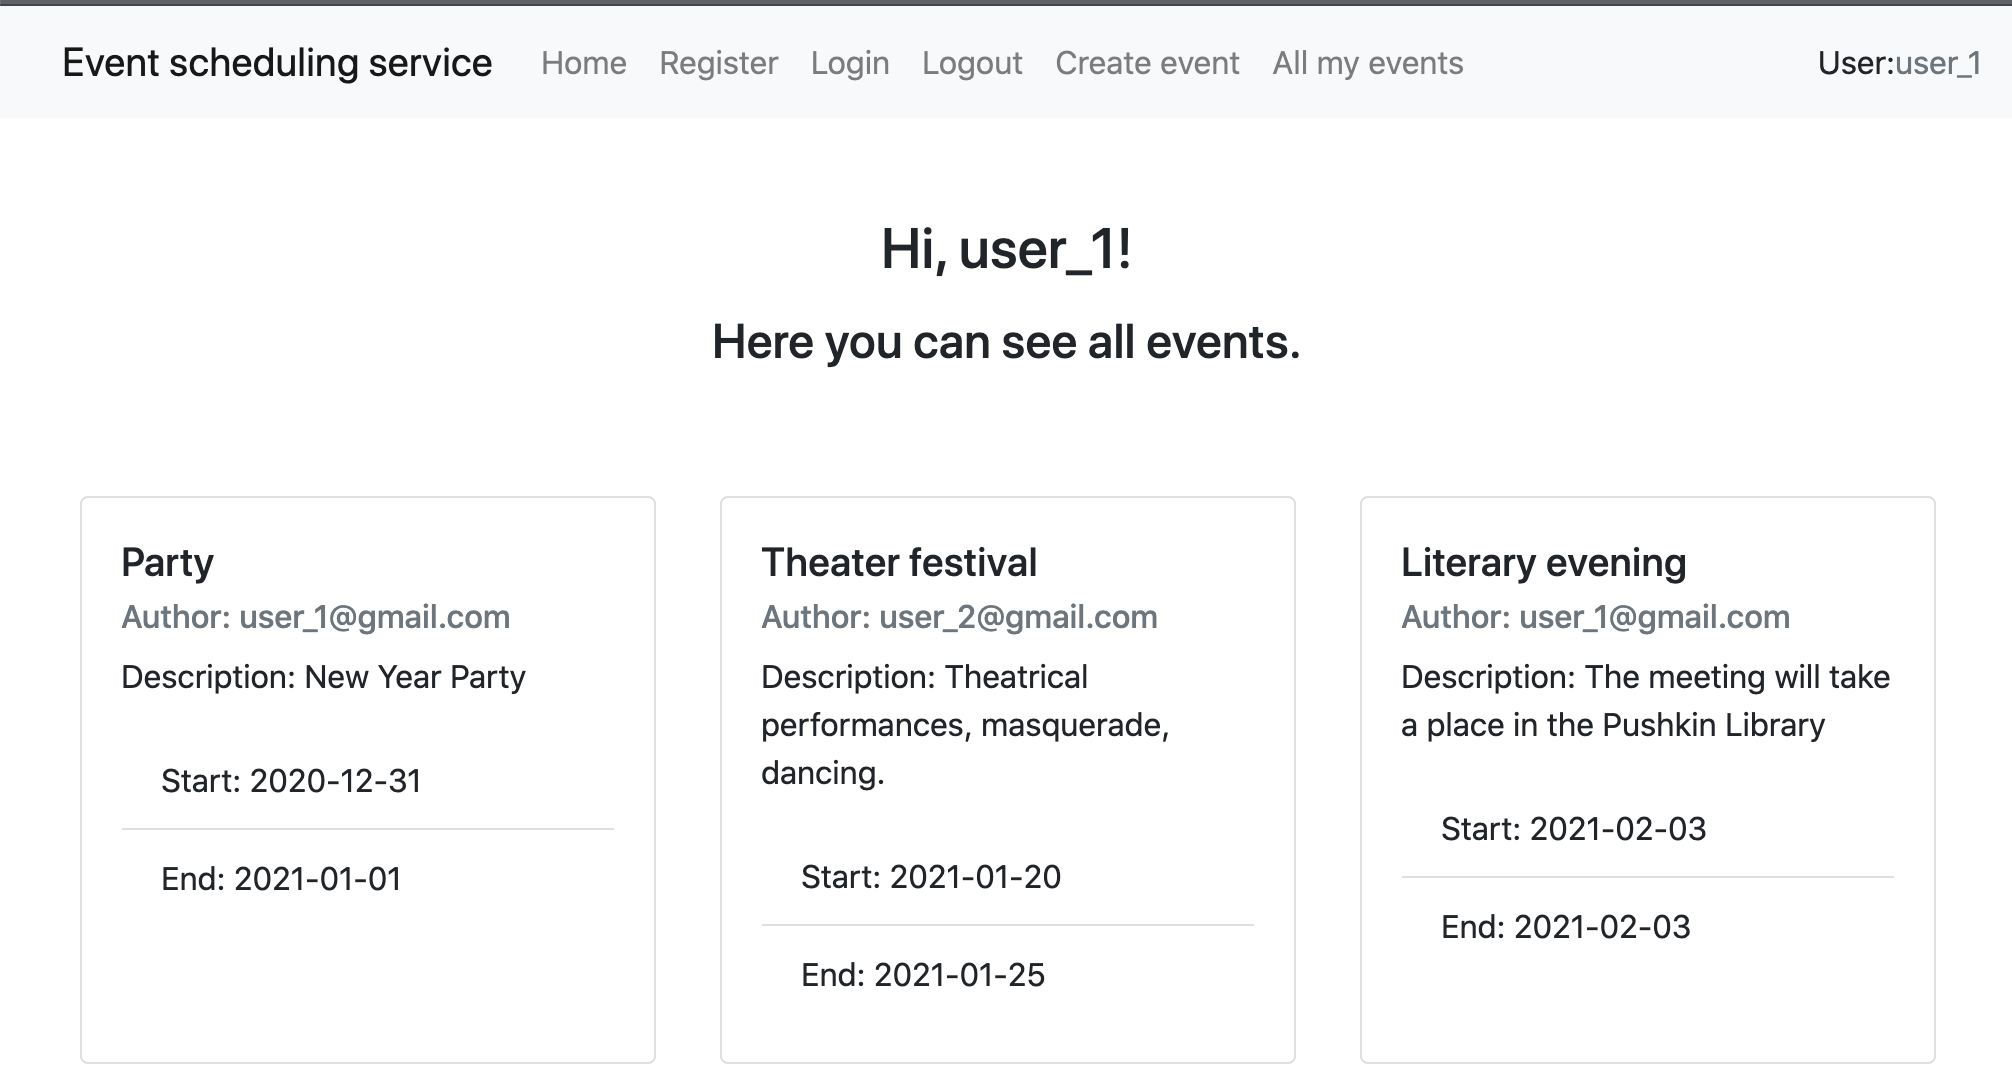 Event scheduling service Home Register Login Logout Create event All my events User:user_1
Hi, user_1!
Here you can see all events.
Party
Author: user_1@gmail.com
Description: New Year Party
Start: 2020-12-31
End: 2021-01-01
Theater festival
Author: user_2@gmail.com
Description: Theatrical
performances, masquerade,
dancing.
Start: 2021-01-20
End: 2021-01-25
Literary evening
Author: user_1@gmail.com
Description: The meeting will take
a place in the Pushkin Library
Start: 2021-02-03
End: 2021-02-03